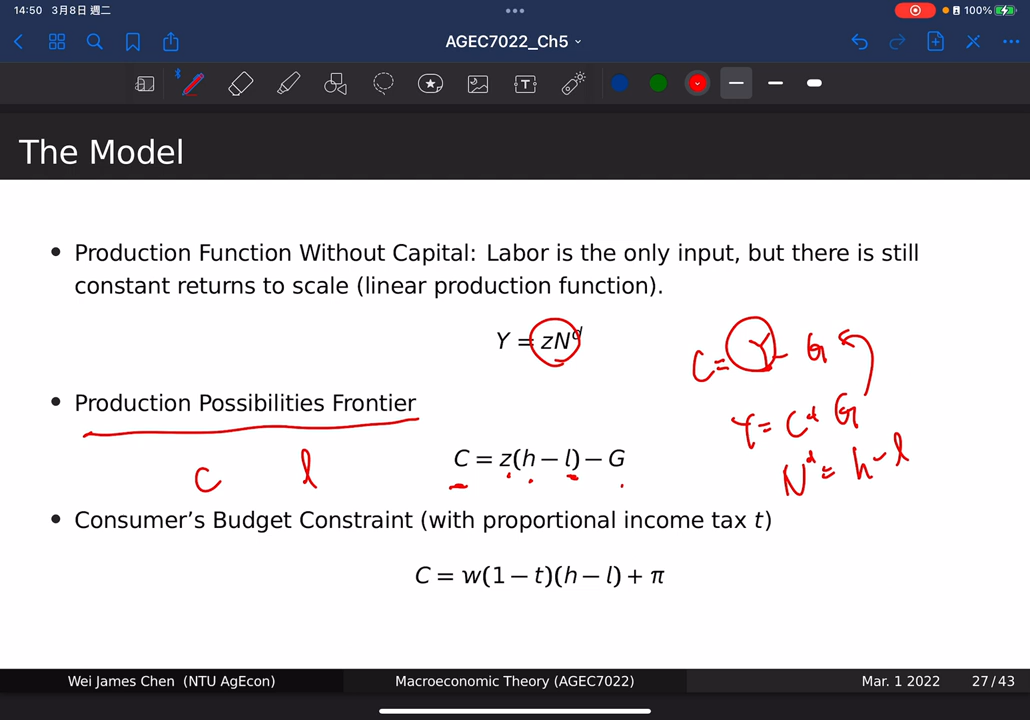 14:50 3月8日 週二
100%
AGEC7022_Ch5
The Model
• Production Function Without Capital: Labor is the only input, but there is still
constant returns to scale (linear production function).
Y = zNᵈ
C = Y - G
• Production Possibilities Frontier
Y = C + G
C l
C = z(h − l) − G
Nᵈ = h - l
• Consumer's Budget Constraint (with proportional income tax t)
C = w(1 − t)(h − l) + π
Wei James Chen (NTU AgEcon) Macroeconomic Theory (AGEC7022) Mar. 1 2022 27 / 43